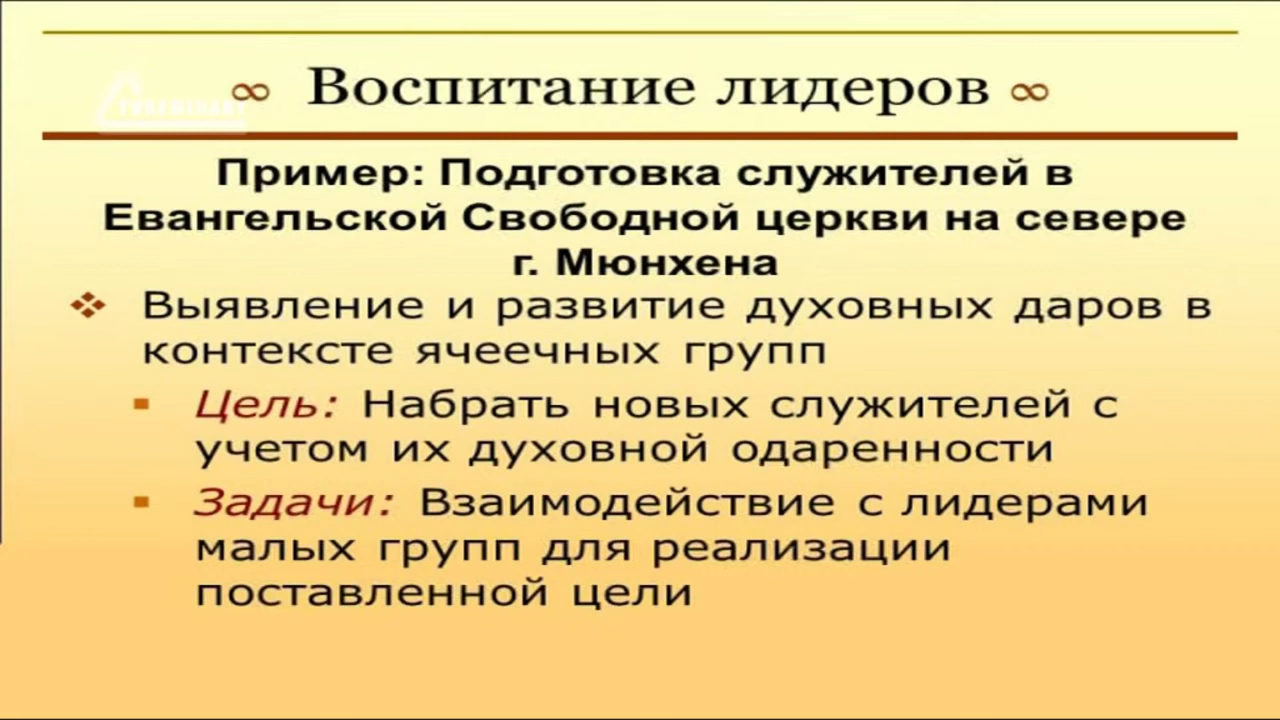 ∞ Воспитание лидеров ∞
Пример: Подготовка служителей в
Евангельской Свободной церкви на севере
г. Мюнхена
Выявление и развитие духовных даров в
контексте ячеечных групп
Цель: Набрать новых служителей с
учетом их духовной одаренности
Задачи: Взаимодействие с лидерами
малых групп для реализации
поставленной цели